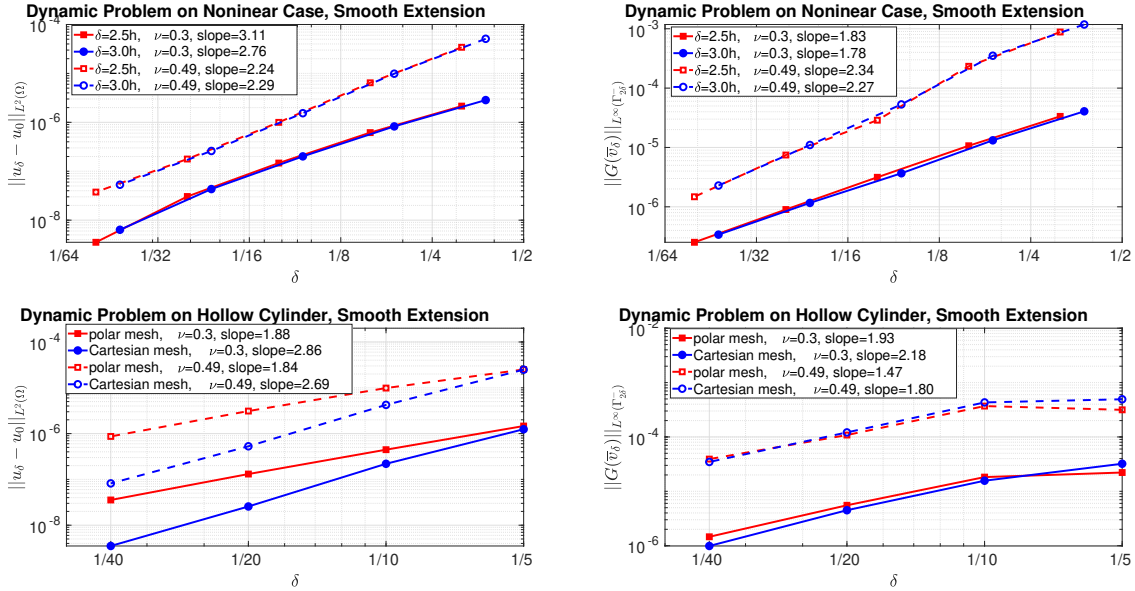 Dynamic Problem on Noninear Case, Smooth Extension
δ=2.5h, ν=0.3, slope=3.11
δ=3.0h, ν=0.3, slope=2.76
δ=2.5h, ν=0.49, slope=2.24
δ=3.0h, ν=0.49, slope=2.29
10^-4
10^-6
10^-8
||u_δ − u_0||_{L^2(Ω)}
1/64 1/32 1/16 1/8 1/4 1/2
δ
Dynamic Problem on Noninear Case, Smooth Extension
δ=2.5h, ν=0.3, slope=1.83
δ=3.0h, ν=0.3, slope=1.78
δ=2.5h, ν=0.49, slope=2.34
δ=3.0h, ν=0.49, slope=2.27
10^-3
10^-4
10^-5
10^-6
||G(v̅_δ)||_{L^∞(Γ^-_{2δ})}
1/64 1/32 1/16 1/8 1/4 1/2
δ
Dynamic Problem on Hollow Cylinder, Smooth Extension
polar mesh, ν=0.3, slope=1.88
Cartesian mesh, ν=0.3, slope=2.86
polar mesh, ν=0.49, slope=1.84
Cartesian mesh, ν=0.49, slope=2.69
10^-4
10^-6
10^-8
||u_δ − u_0||_{L^2(Ω)}
1/40 1/20 1/10 1/5
δ
Dynamic Problem on Hollow Cylinder, Smooth Extension
polar mesh, ν=0.3, slope=1.93
Cartesian mesh, ν=0.3, slope=2.18
polar mesh, ν=0.49, slope=1.47
Cartesian mesh, ν=0.49, slope=1.80
10^-2
10^-4
10^-6
||G(v̅_δ)||_{L^∞(Γ^-_{2δ})}
1/40 1/20 1/10 1/5
δ